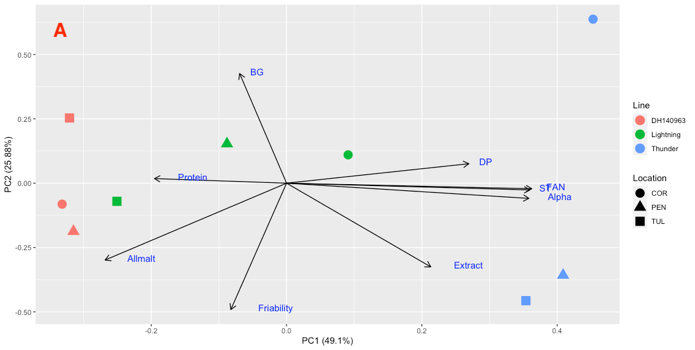 A
PC2 (25.88%)
0.50
0.25
0.00
-0.25
-0.50
BG
Protein
DP
ST
FAN
Alpha
Allmalt
Extract
Friability
-0.2
0.0
0.2
0.4
PC1 (49.1%)
Line
DH140963
Lightning
Thunder
Location
COR
PEN
TUL